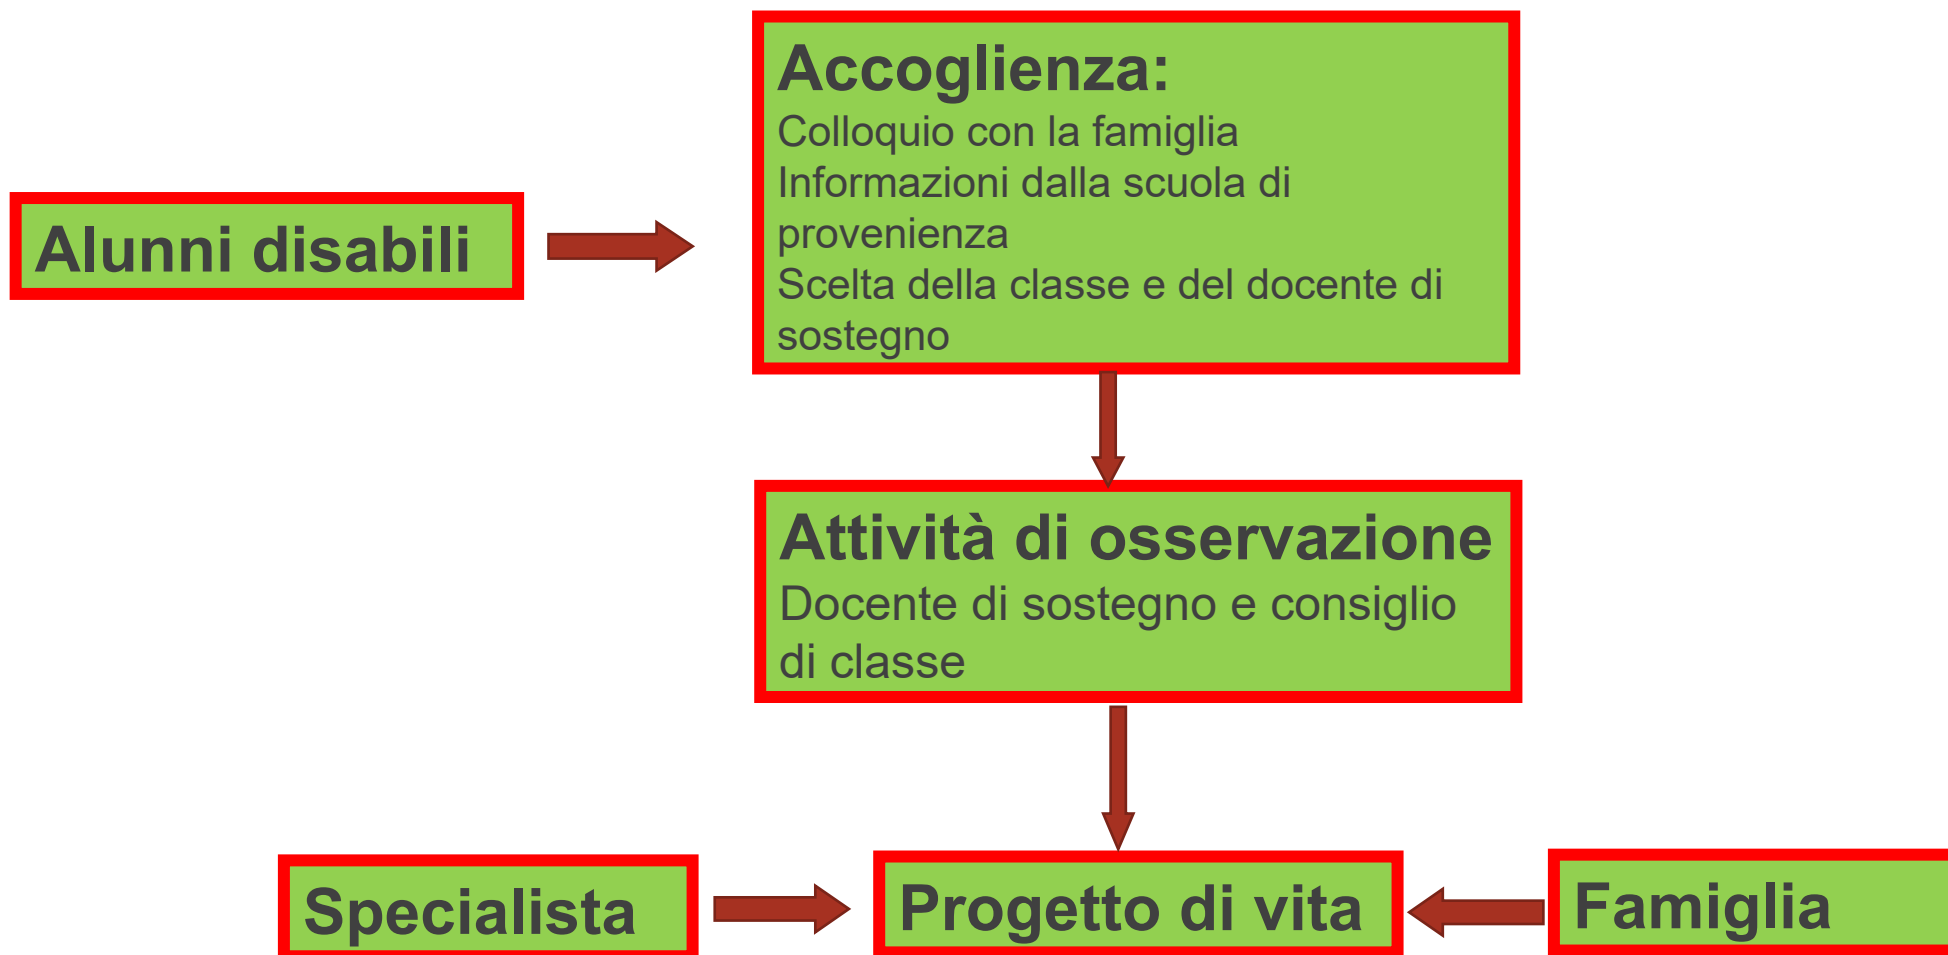 Accoglienza:
Colloquio con la famiglia
Informazioni dalla scuola di
provenienza
Scelta della classe e del docente di
sostegno
Alunni disabili
Attività di osservazione
Docente di sostegno e consiglio
di classe
Specialista
Progetto di vita
Famiglia